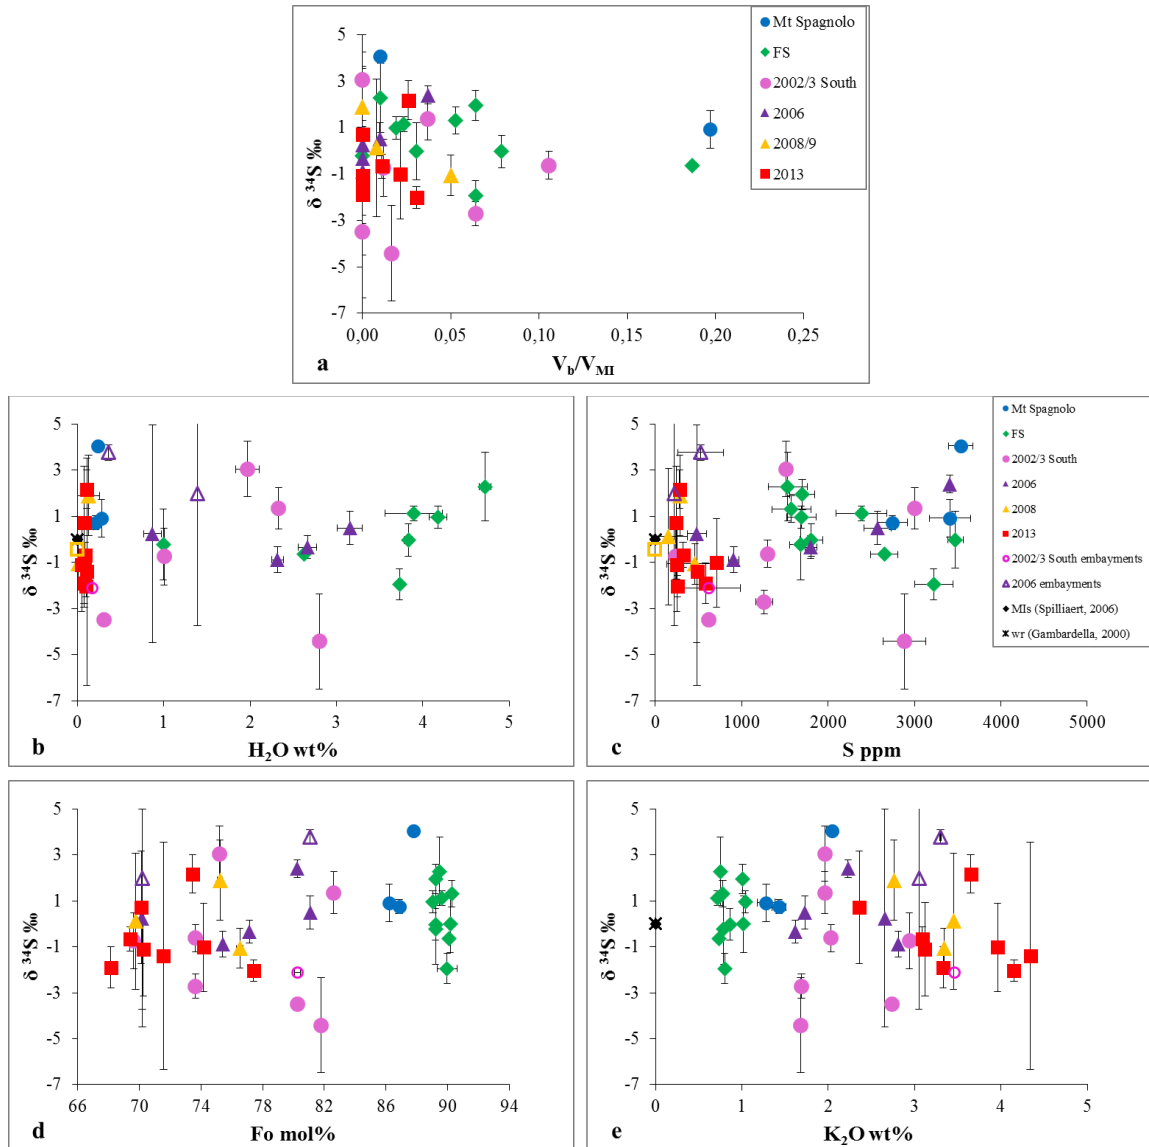 Mt Spagnolo
FS
2002/3 South
2006
2008/9
2013
5
3
1
-1
-3
-5
-7
δ ³⁴S ‰
0,00 0,05 0,10 0,15 0,20 0,25
a
V_b/V_MI
5
3
1
-1
-3
-5
-7
δ ³⁴S ‰
0 1 2 3 4 5
b
H₂O wt%
5
3
1
-1
-3
-5
-7
δ ³⁴S ‰
0 1000 2000 3000 4000 5000
c
S ppm
Mt Spagnolo
FS
2002/3 South
2006
2008
2013
2002/3 South embayments
2006 embayments
MIs (Spilliaert, 2006)
wr (Gambardella, 2000)
5
3
1
-1
-3
-5
-7
δ ³⁴S ‰
66 70 74 78 82 86 90 94
d
Fo mol%
5
3
1
-1
-3
-5
-7
δ ³⁴S ‰
0 1 2 3 4 5
e
K₂O wt%